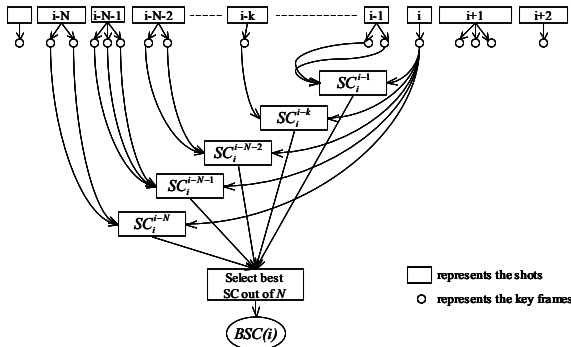 i-N i-N-1 i-N-2 i-k i-1 i i+1 i+2
SC_i^{i-1}
SC_i^{i-k}
SC_i^{i-N-2}
SC_i^{i-N-1}
SC_i^{i-N}
Select best
SC out of N
BSC(i)
represents the shots
represents the key frames